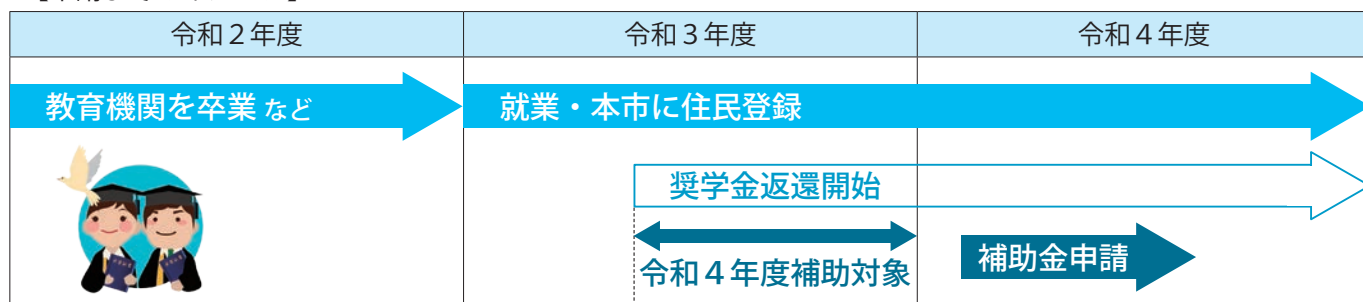 令和２年度
令和３年度
令和４年度
教育機関を卒業 など
就業・本市に住民登録
奨学金返還開始
令和４年度補助対象
補助金申請